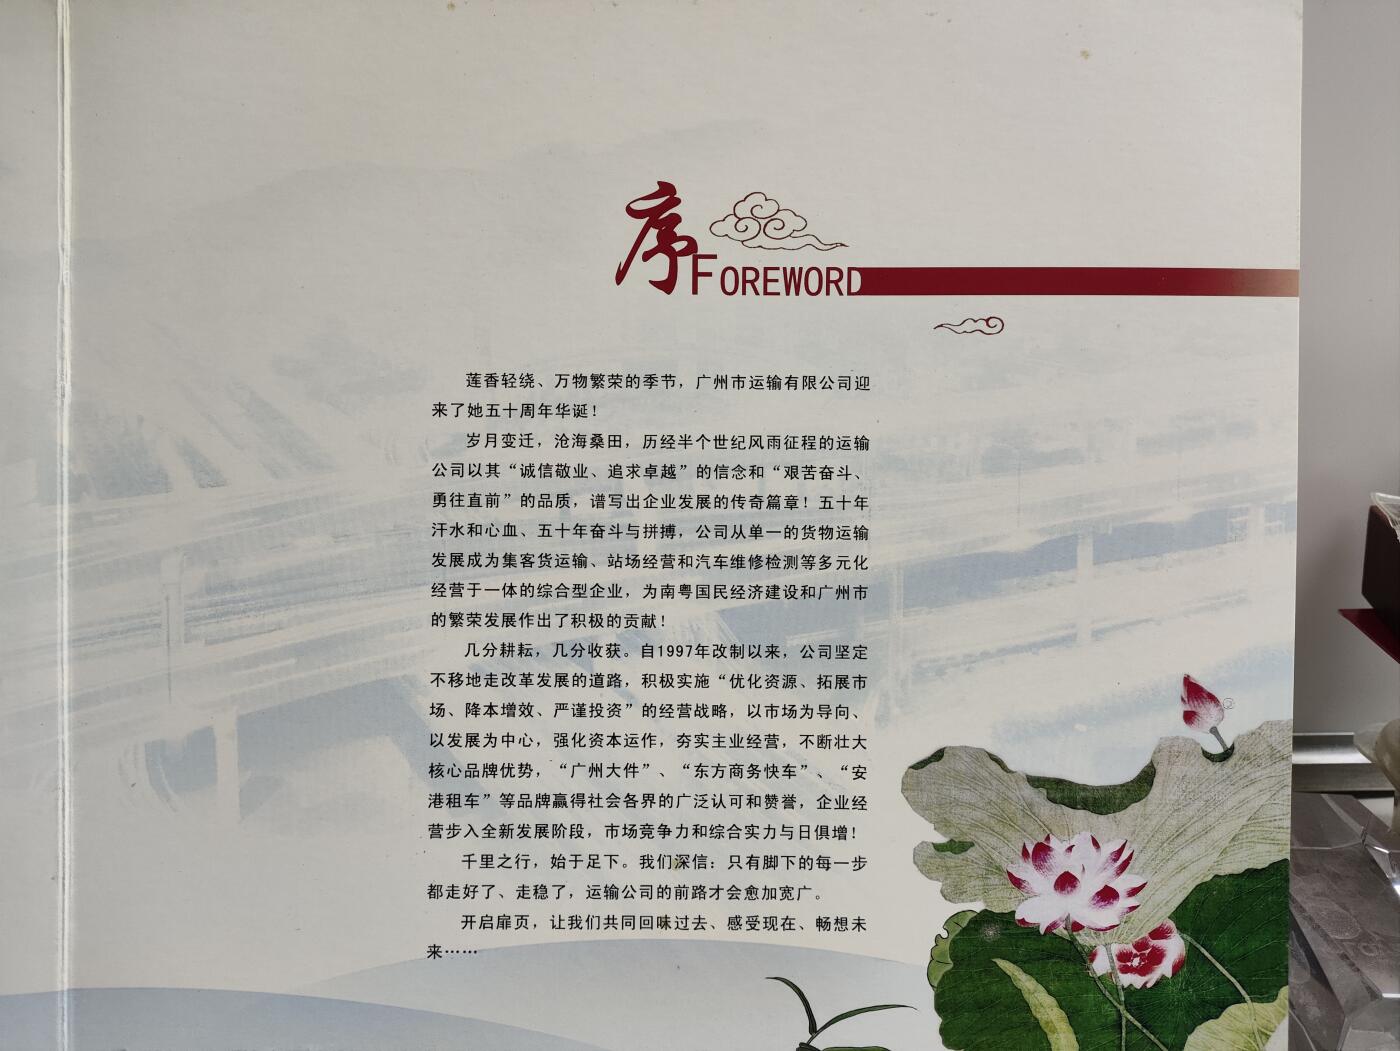 序
FOREWORD
莲香轻绕、万物繁荣的季节，广州市运输有限公司迎
来了她五十周年华诞！
岁月变迁，沧海桑田，历经半个世纪风雨征程的运输
公司以其“诚信敬业、追求卓越”的信念和“艰苦奋斗、
勇往直前”的品质，谱写出企业发展的传奇篇章！五十年
汗水和心血、五十年奋斗与拼搏，公司从单一的货物运输
发展成为集客货运输、站场经营和汽车维修检测等多元化
经营于一体的综合型企业，为南粤国民经济建设和广州市
的繁荣发展作出了积极的贡献！
几分耕耘，几分收获。自1997年改制以来，公司坚定
不移地走改革发展的道路，积极实施“优化资源、拓展市
场、降本增效、严谨投资”的经营战略，以市场为导向、
以发展为中心，强化资本运作，夯实主业经营，不断壮大
核心品牌优势，“广州大件”、“东方商务快车”、“安
港租车”等品牌赢得社会各界的广泛认可和赞誉，企业经
营步入全新发展阶段，市场竞争力和综合实力与日俱增！
千里之行，始于足下。我们深信：只有脚下的每一步
都走好了、走稳了，运输公司的前路才会愈加宽广。
开启扉页，让我们共同回味过去、感受现在、畅想未
来……